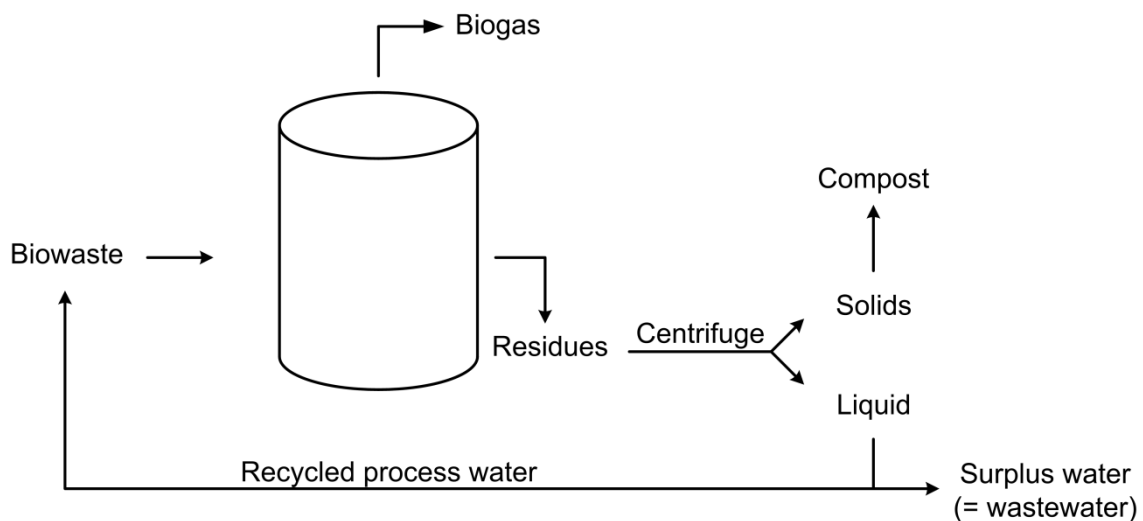 Biogas
Compost
Biowaste
Solids
Centrifuge
Residues
Liquid
Recycled process water
Surplus water
(= wastewater)